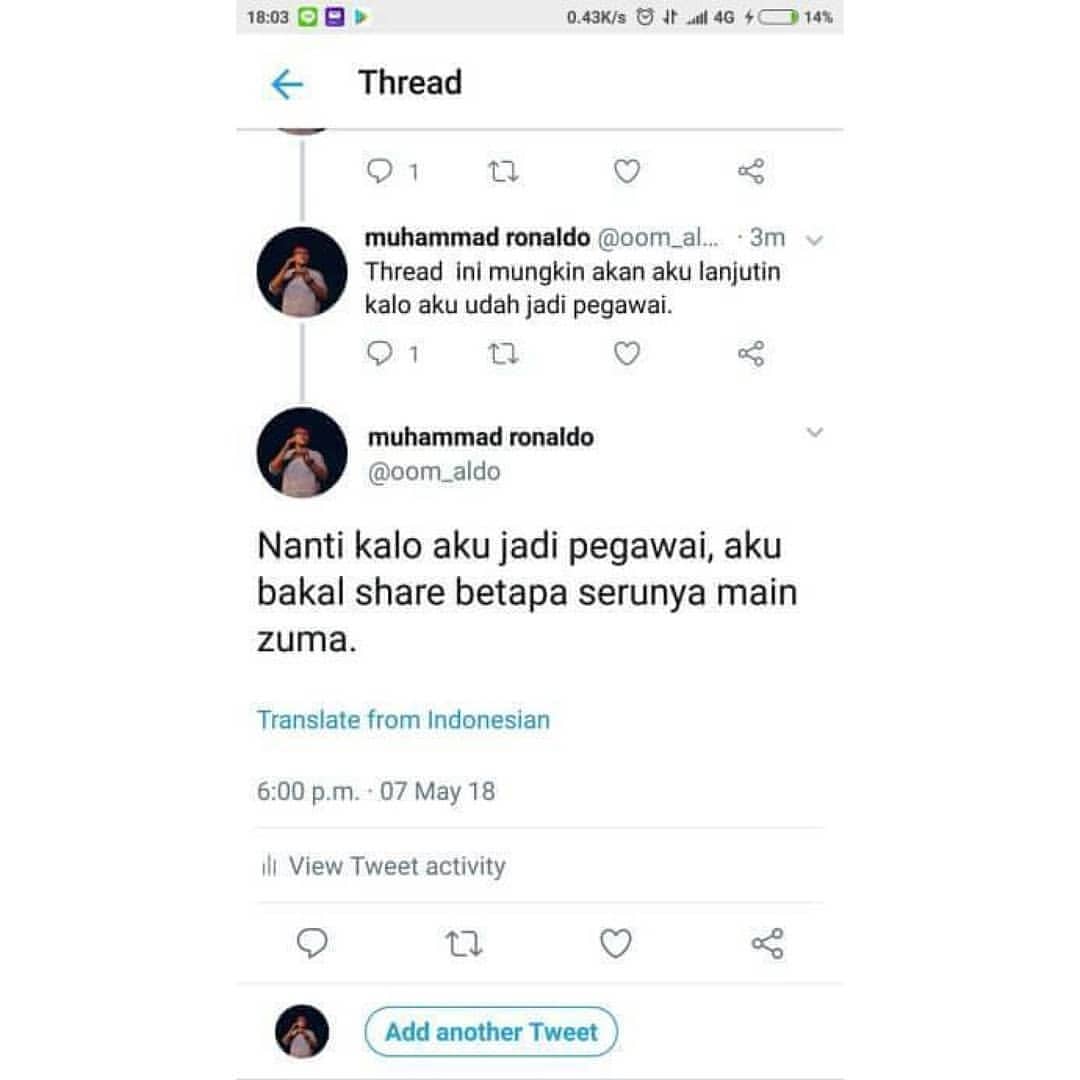 18:03 0.43K/s 4G 14%
Thread
1
muhammad ronaldo @oom_al... · 3m
Thread ini mungkin akan aku lanjutin
kalo aku udah jadi pegawai.
1
muhammad ronaldo
@oom_aldo
Nanti kalo aku jadi pegawai, aku
bakal share betapa serunya main
zuma.
Translate from Indonesian
6:00 p.m. · 07 May 18
View Tweet activity
Add another Tweet